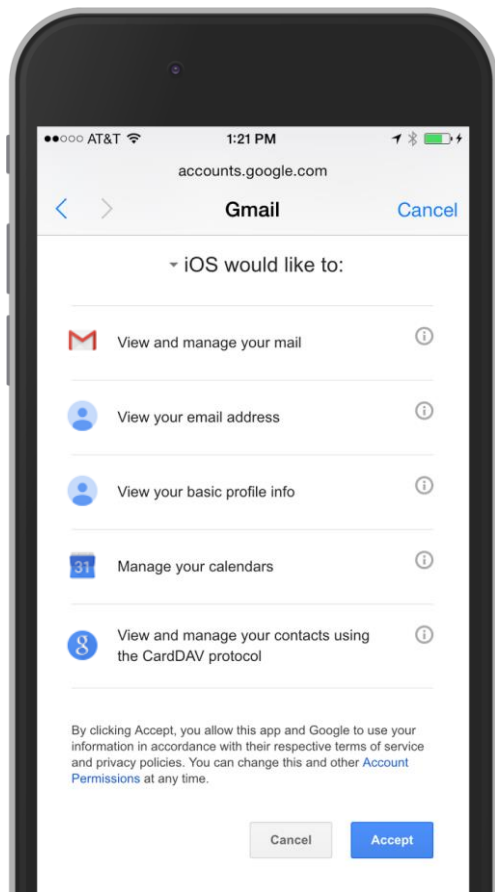 AT&T 1:21 PM
accounts.google.com
Gmail Cancel
iOS would like to:
View and manage your mail
View your email address
View your basic profile info
31 Manage your calendars
View and manage your contacts using
the CardDAV protocol
g
By clicking Accept, you allow this app and Google to use your
information in accordance with their respective terms of service
and privacy policies. You can change this and other Account
Permissions at any time.
Cancel Accept